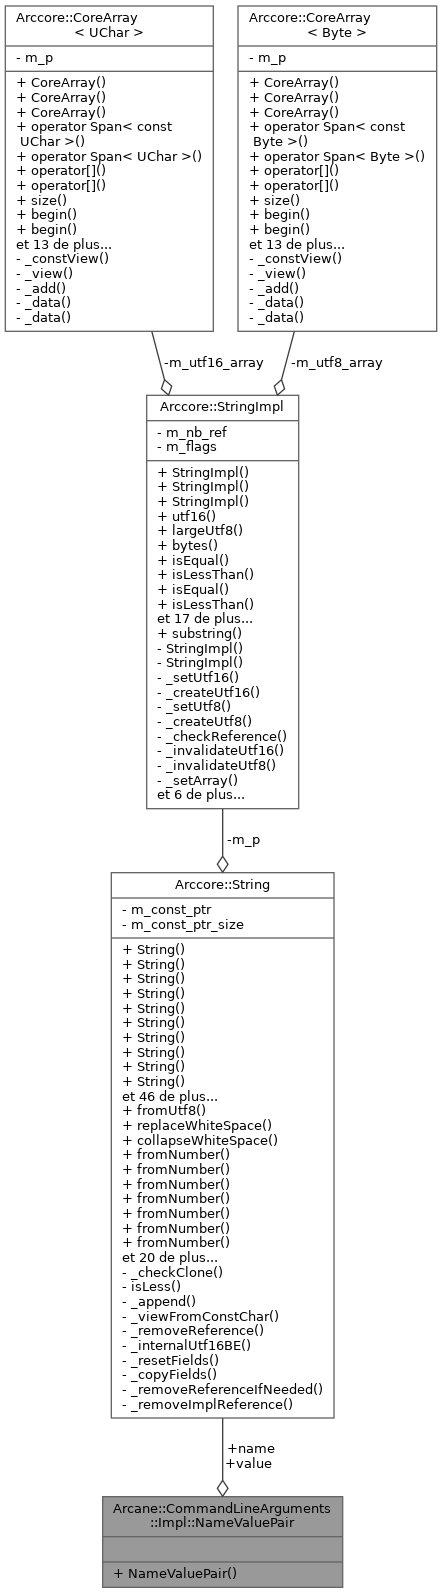 Arccore::CoreArray
< UChar >
- m_p
+ CoreArray()
+ CoreArray()
+ CoreArray()
+ operator Span< const
UChar >()
+ operator Span< UChar >()
+ operator[]()
+ operator[]()
+ size()
+ begin()
+ begin()
et 13 de plus...
- _constView()
- _view()
- _add()
- _data()
- _data()
Arccore::CoreArray
< Byte >
- m_p
+ CoreArray()
+ CoreArray()
+ CoreArray()
+ operator Span< const
Byte >()
+ operator Span< Byte >()
+ operator[]()
+ operator[]()
+ size()
+ begin()
+ begin()
et 13 de plus...
- _constView()
- _view()
- _add()
- _data()
- _data()
-m_utf16_array
-m_utf8_array
Arccore::StringImpl
- m_nb_ref
- m_flags
+ StringImpl()
+ StringImpl()
+ StringImpl()
+ utf16()
+ largeUtf8()
+ bytes()
+ isEqual()
+ isLessThan()
+ isEqual()
+ isLessThan()
et 17 de plus...
+ substring()
- StringImpl()
- StringImpl()
- _setUtf16()
- _createUtf16()
- _setUtf8()
- _createUtf8()
- _checkReference()
- _invalidateUtf16()
- _invalidateUtf8()
- _setArray()
et 6 de plus...
-m_p
Arccore::String
- m_const_ptr
- m_const_ptr_size
+ String()
+ String()
+ String()
+ String()
+ String()
+ String()
+ String()
+ String()
+ String()
+ String()
et 46 de plus...
+ fromUtf8()
+ replaceWhiteSpace()
+ collapseWhiteSpace()
+ fromNumber()
+ fromNumber()
+ fromNumber()
+ fromNumber()
+ fromNumber()
+ fromNumber()
+ fromNumber()
et 20 de plus...
- _checkClone()
- isLess()
- _append()
- _viewFromConstChar()
- _removeReference()
- _internalUtf16BE()
- _resetFields()
- _copyFields()
- _removeReferenceIfNeeded()
- _removeImplReference()
+name
+value
Arcane::CommandLineArguments
::Impl::NameValuePair
+ NameValuePair()